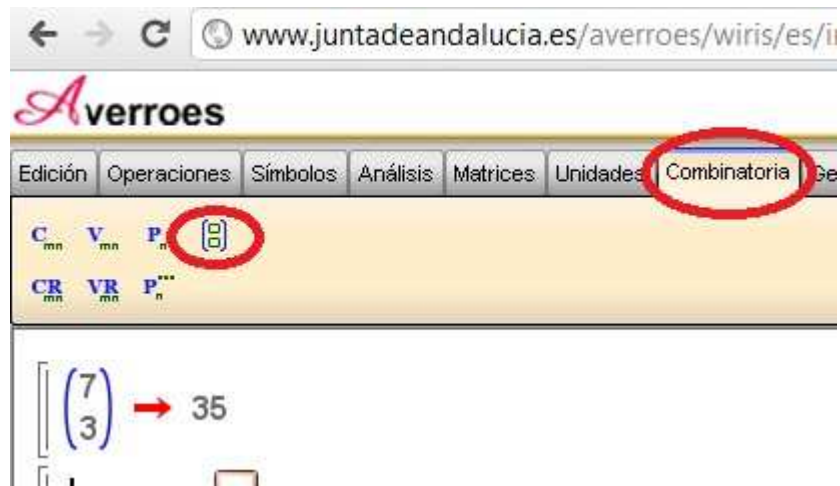 www.juntadeandalucia.es/averroes/wiris/es/i
Averroes
Edición Operaciones Símbolos Análisis Matrices Unidades Combinatoria Ge
Cmn Vmn Pn
CRmn VRmn Pn
(7
3) → 35